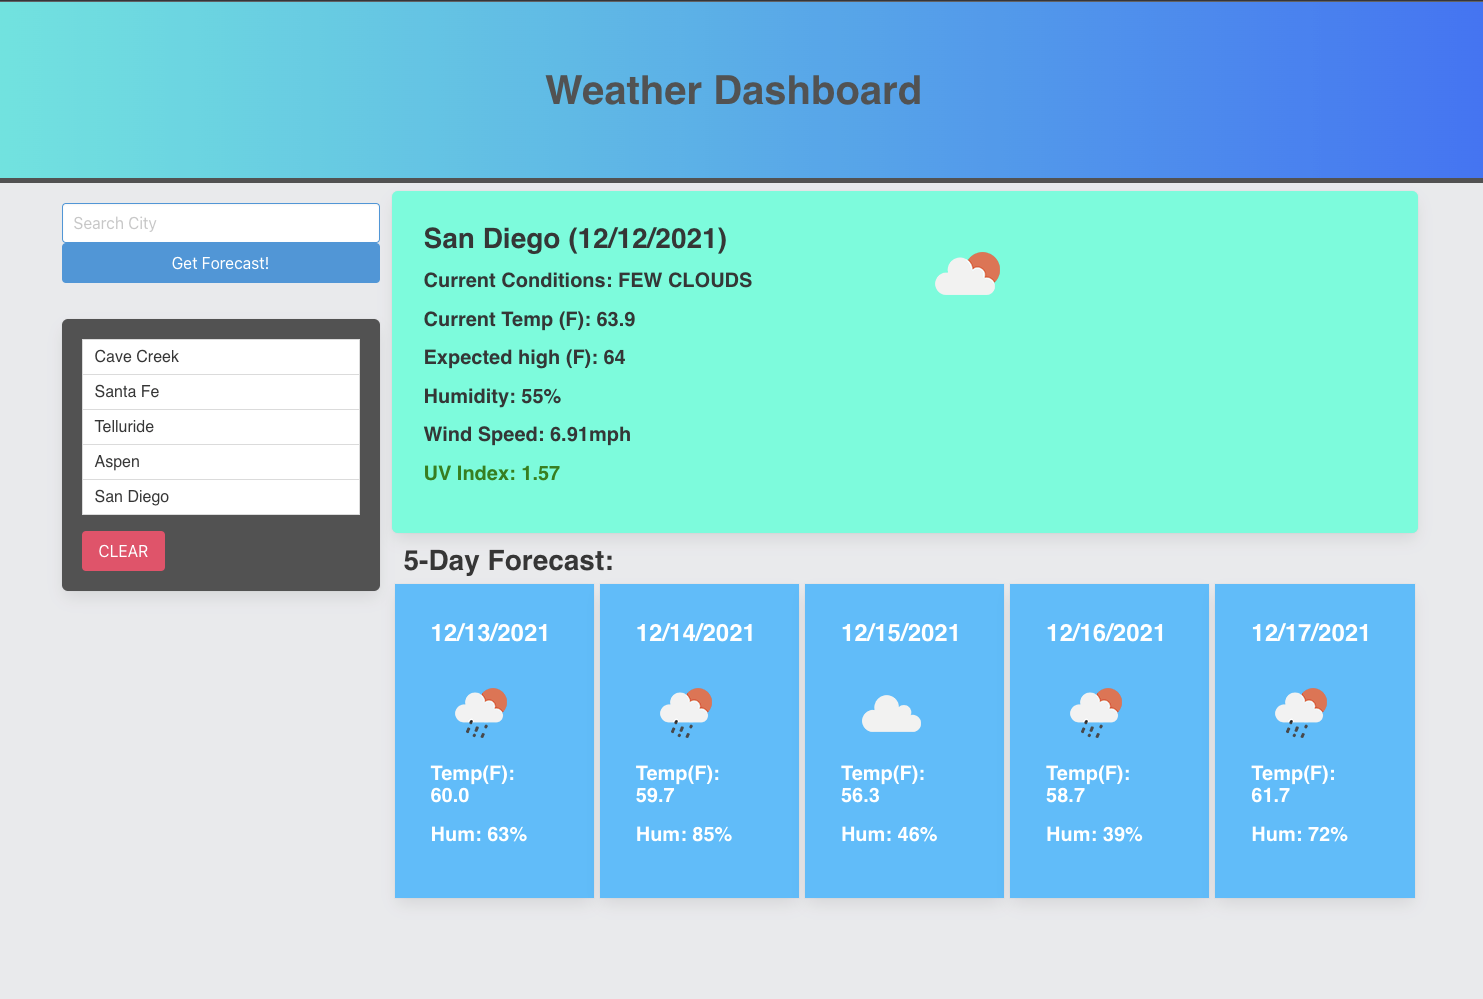 Weather Dashboard
Search City
Get Forecast!
Cave Creek
Santa Fe
Telluride
Aspen
San Diego
CLEAR
San Diego (12/12/2021)
Current Conditions: FEW CLOUDS
Current Temp (F): 63.9
Expected high (F): 64
Humidity: 55%
Wind Speed: 6.91mph
UV Index: 1.57
5-Day Forecast:
12/13/2021
Temp(F):
60.0
Hum: 63%
12/14/2021
Temp(F):
59.7
Hum: 85%
12/15/2021
Temp(F):
56.3
Hum: 46%
12/16/2021
Temp(F):
58.7
Hum: 39%
12/17/2021
Temp(F):
61.7
Hum: 72%